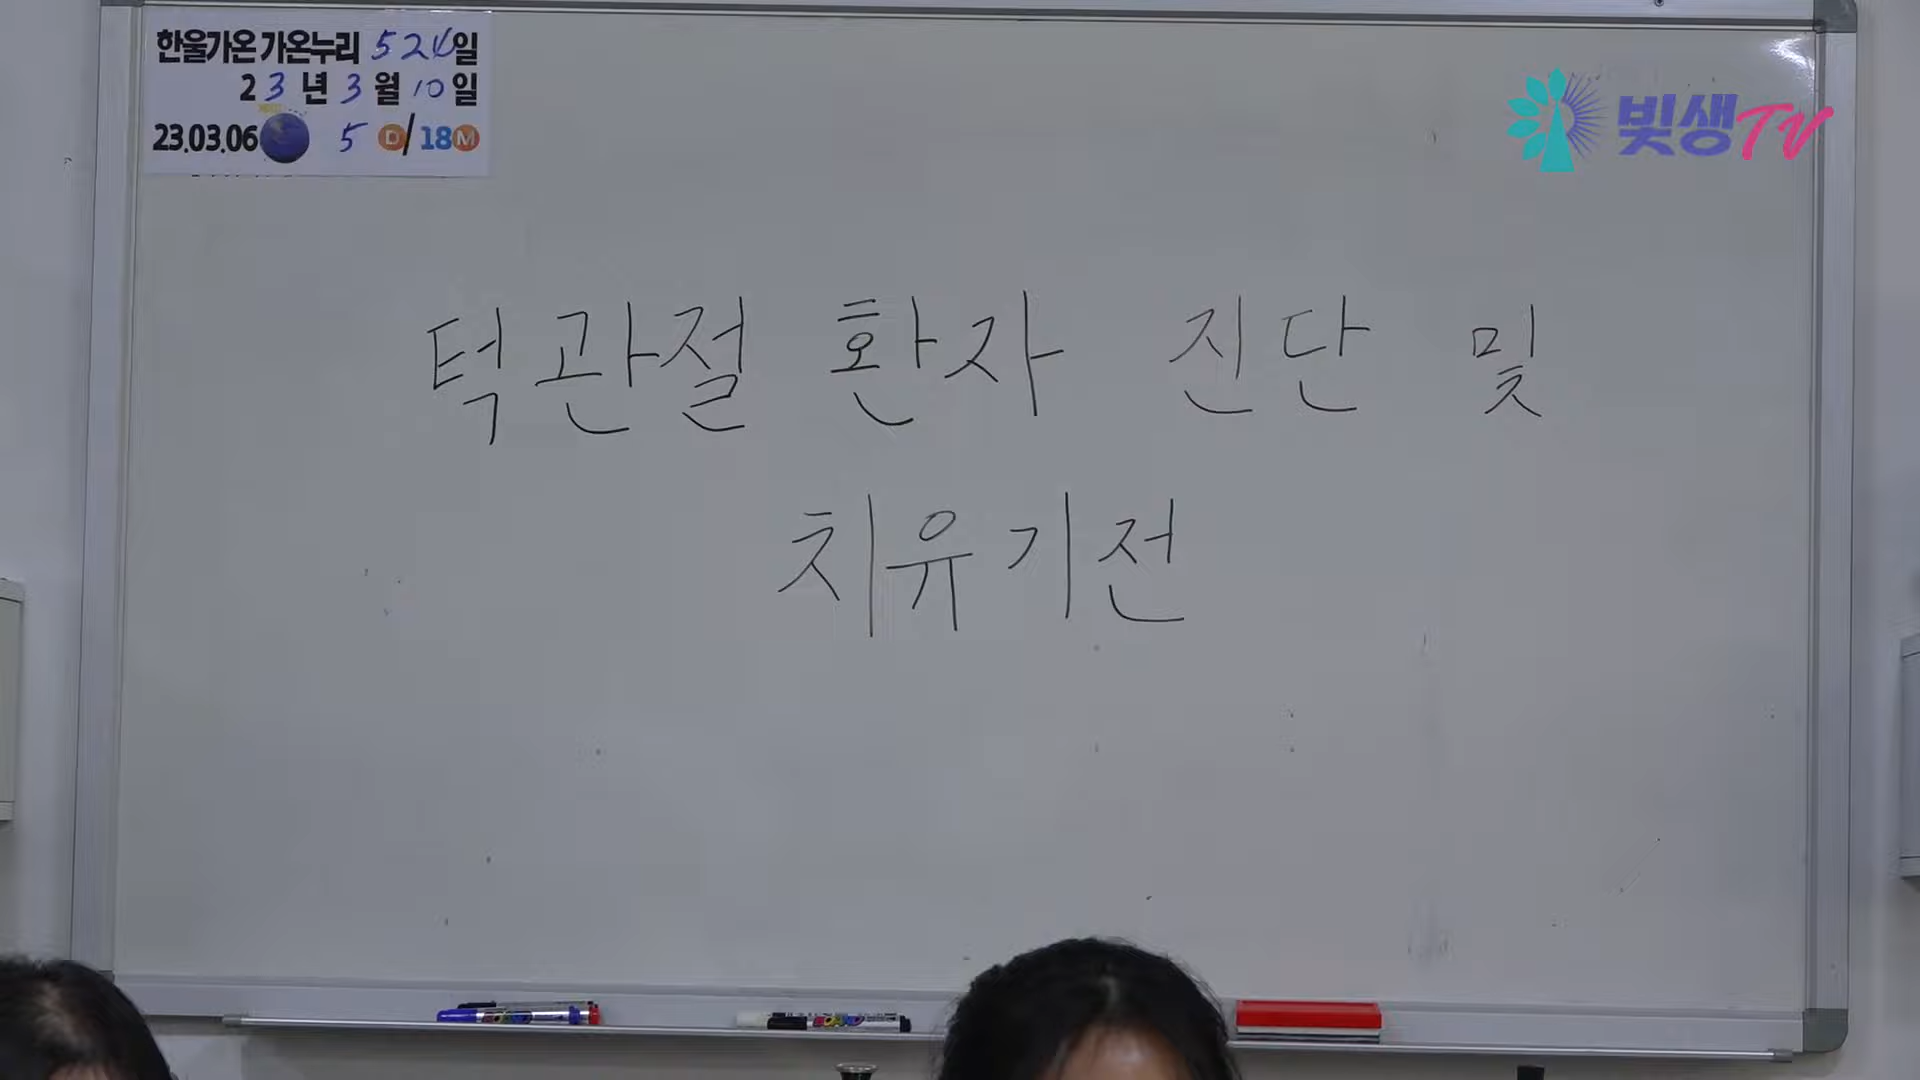 한울가온 가온누리 524일
23년 3월 10일
23.03.06 5 D/18M
빛생TV
턱관절 환자 진단 및
치유기전
BOARD